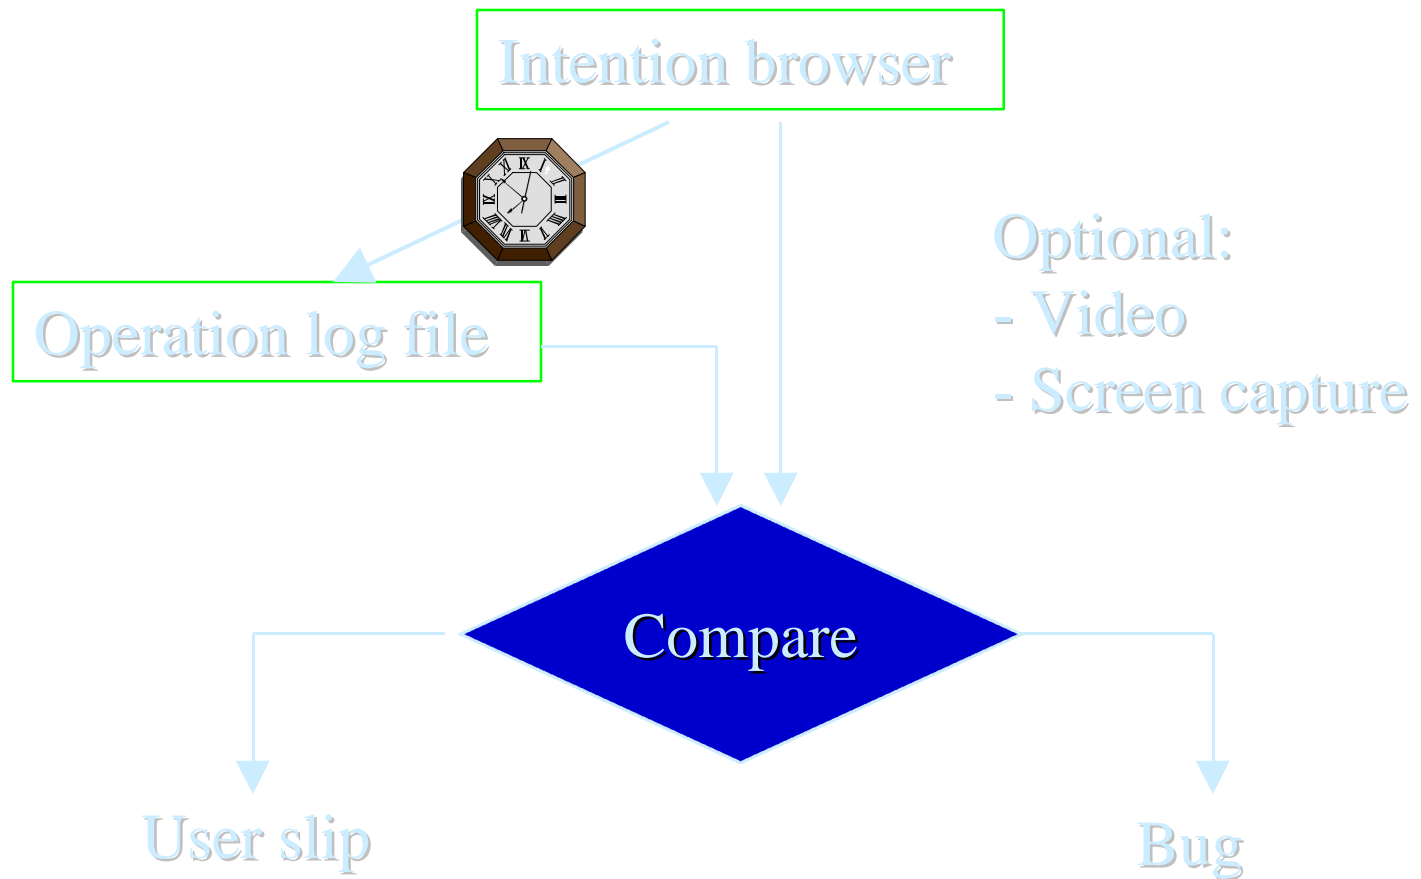 Intention browser
Operation log file
Optional:
- Video
- Screen capture
Compare
User slip
Bug